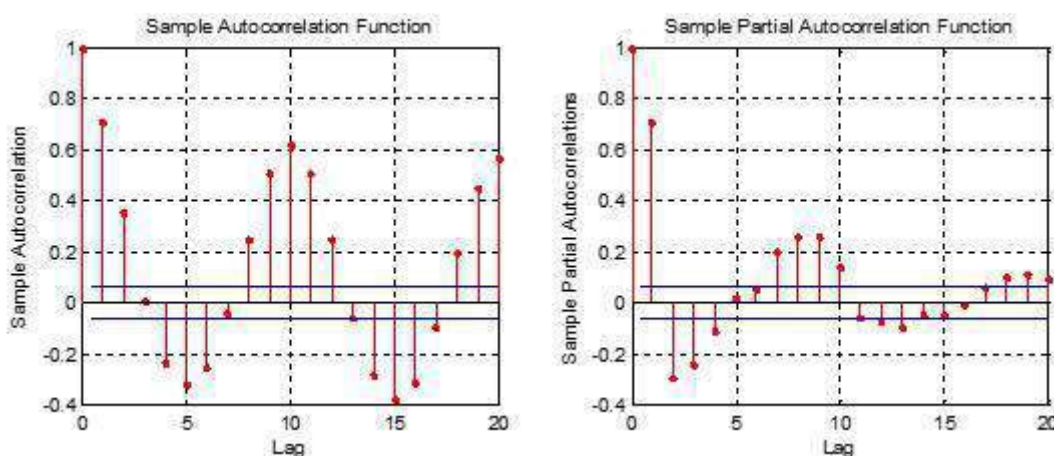 Sample Autocorrelation Function
Sample Autocorrelation
1
0.8
0.6
0.4
0.2
0
-0.2
-0.4
0 5 10 15 20
Lag
Sample Partial Autocorrelation Function
Sample Partial Autocorrelations
1
0.8
0.6
0.4
0.2
0
-0.2
-0.4
0 5 10 15 20
Lag